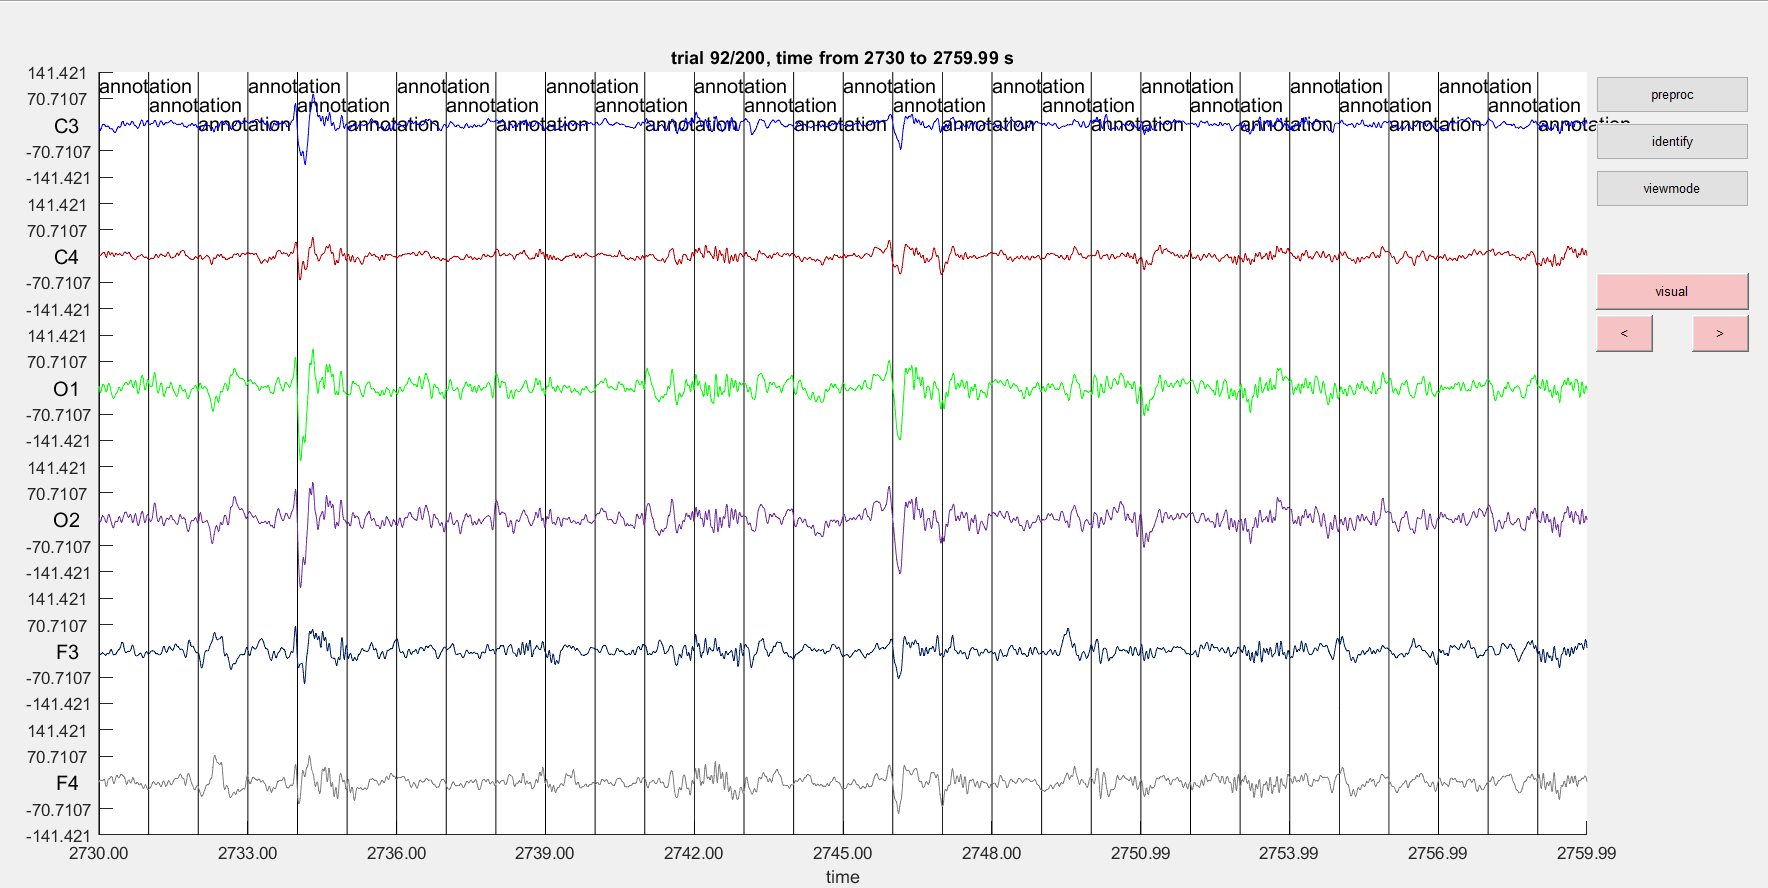 trial 92/200, time from 2730 to 2759.99 s
annotation annotation annotation annotation annotation annotation annotation annotation annotation annotation
annotation annotation annotation annotation annotation annotation annotation annotation annotation annotation
annotation annotation annotation annotation annotation annotation annotation annotation annotation annotation
141.421
70.7107
C3
-70.7107
-141.421
141.421
70.7107
C4
-70.7107
-141.421
141.421
70.7107
O1
-70.7107
-141.421
141.421
70.7107
O2
-70.7107
-141.421
141.421
70.7107
F3
-70.7107
-141.421
141.421
70.7107
F4
-70.7107
-141.421
2730.00 2733.00 2736.00 2739.00 2742.00 2745.00 2748.00 2750.99 2753.99 2756.99 2759.99
time
preproc
identify
viewmode
visual
< >